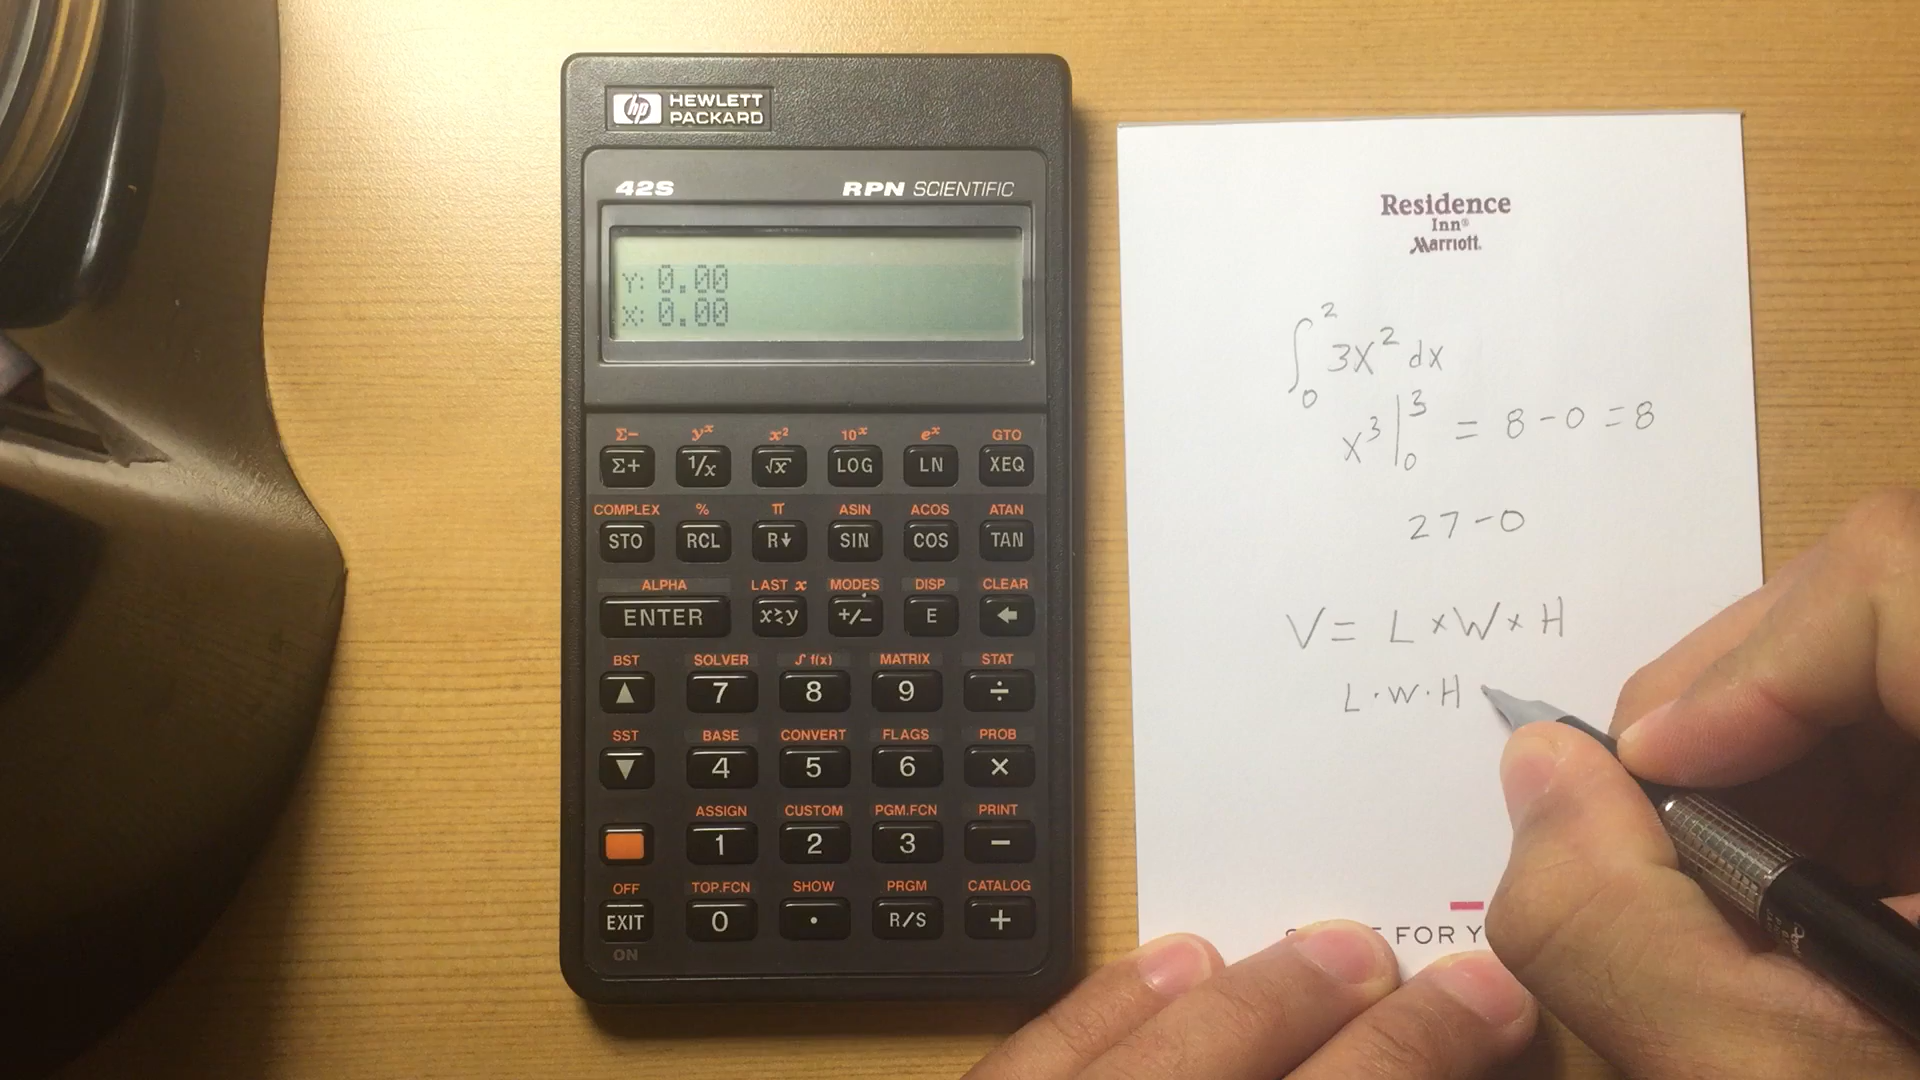 hp HEWLETT
PACKARD
42S RPN SCIENTIFIC
Y: 0.00
X: 0.00
Σ− yˣ x² 10ˣ eˣ GTO
Σ+ 1/x √x LOG LN XEQ
COMPLEX % π ASIN ACOS ATAN
STO RCL R↓ SIN COS TAN
ALPHA LAST x MODES DISP CLEAR
ENTER x≷y +/− E ←
BST SOLVER ∫f(x) MATRIX STAT
▲ 7 8 9 ÷
SST BASE CONVERT FLAGS PROB
▼ 4 5 6 ×
ASSIGN CUSTOM PGM.FCN PRINT
1 2 3 −
OFF TOP.FCN SHOW PRGM CATALOG
EXIT 0 · R/S +
ON
Residence
Inn®
Marriott.
∫₀² 3x² dx
x³|₀³ = 8 − 0 = 8
27 − 0
V = L × W × H
L · W · H
FOR Y